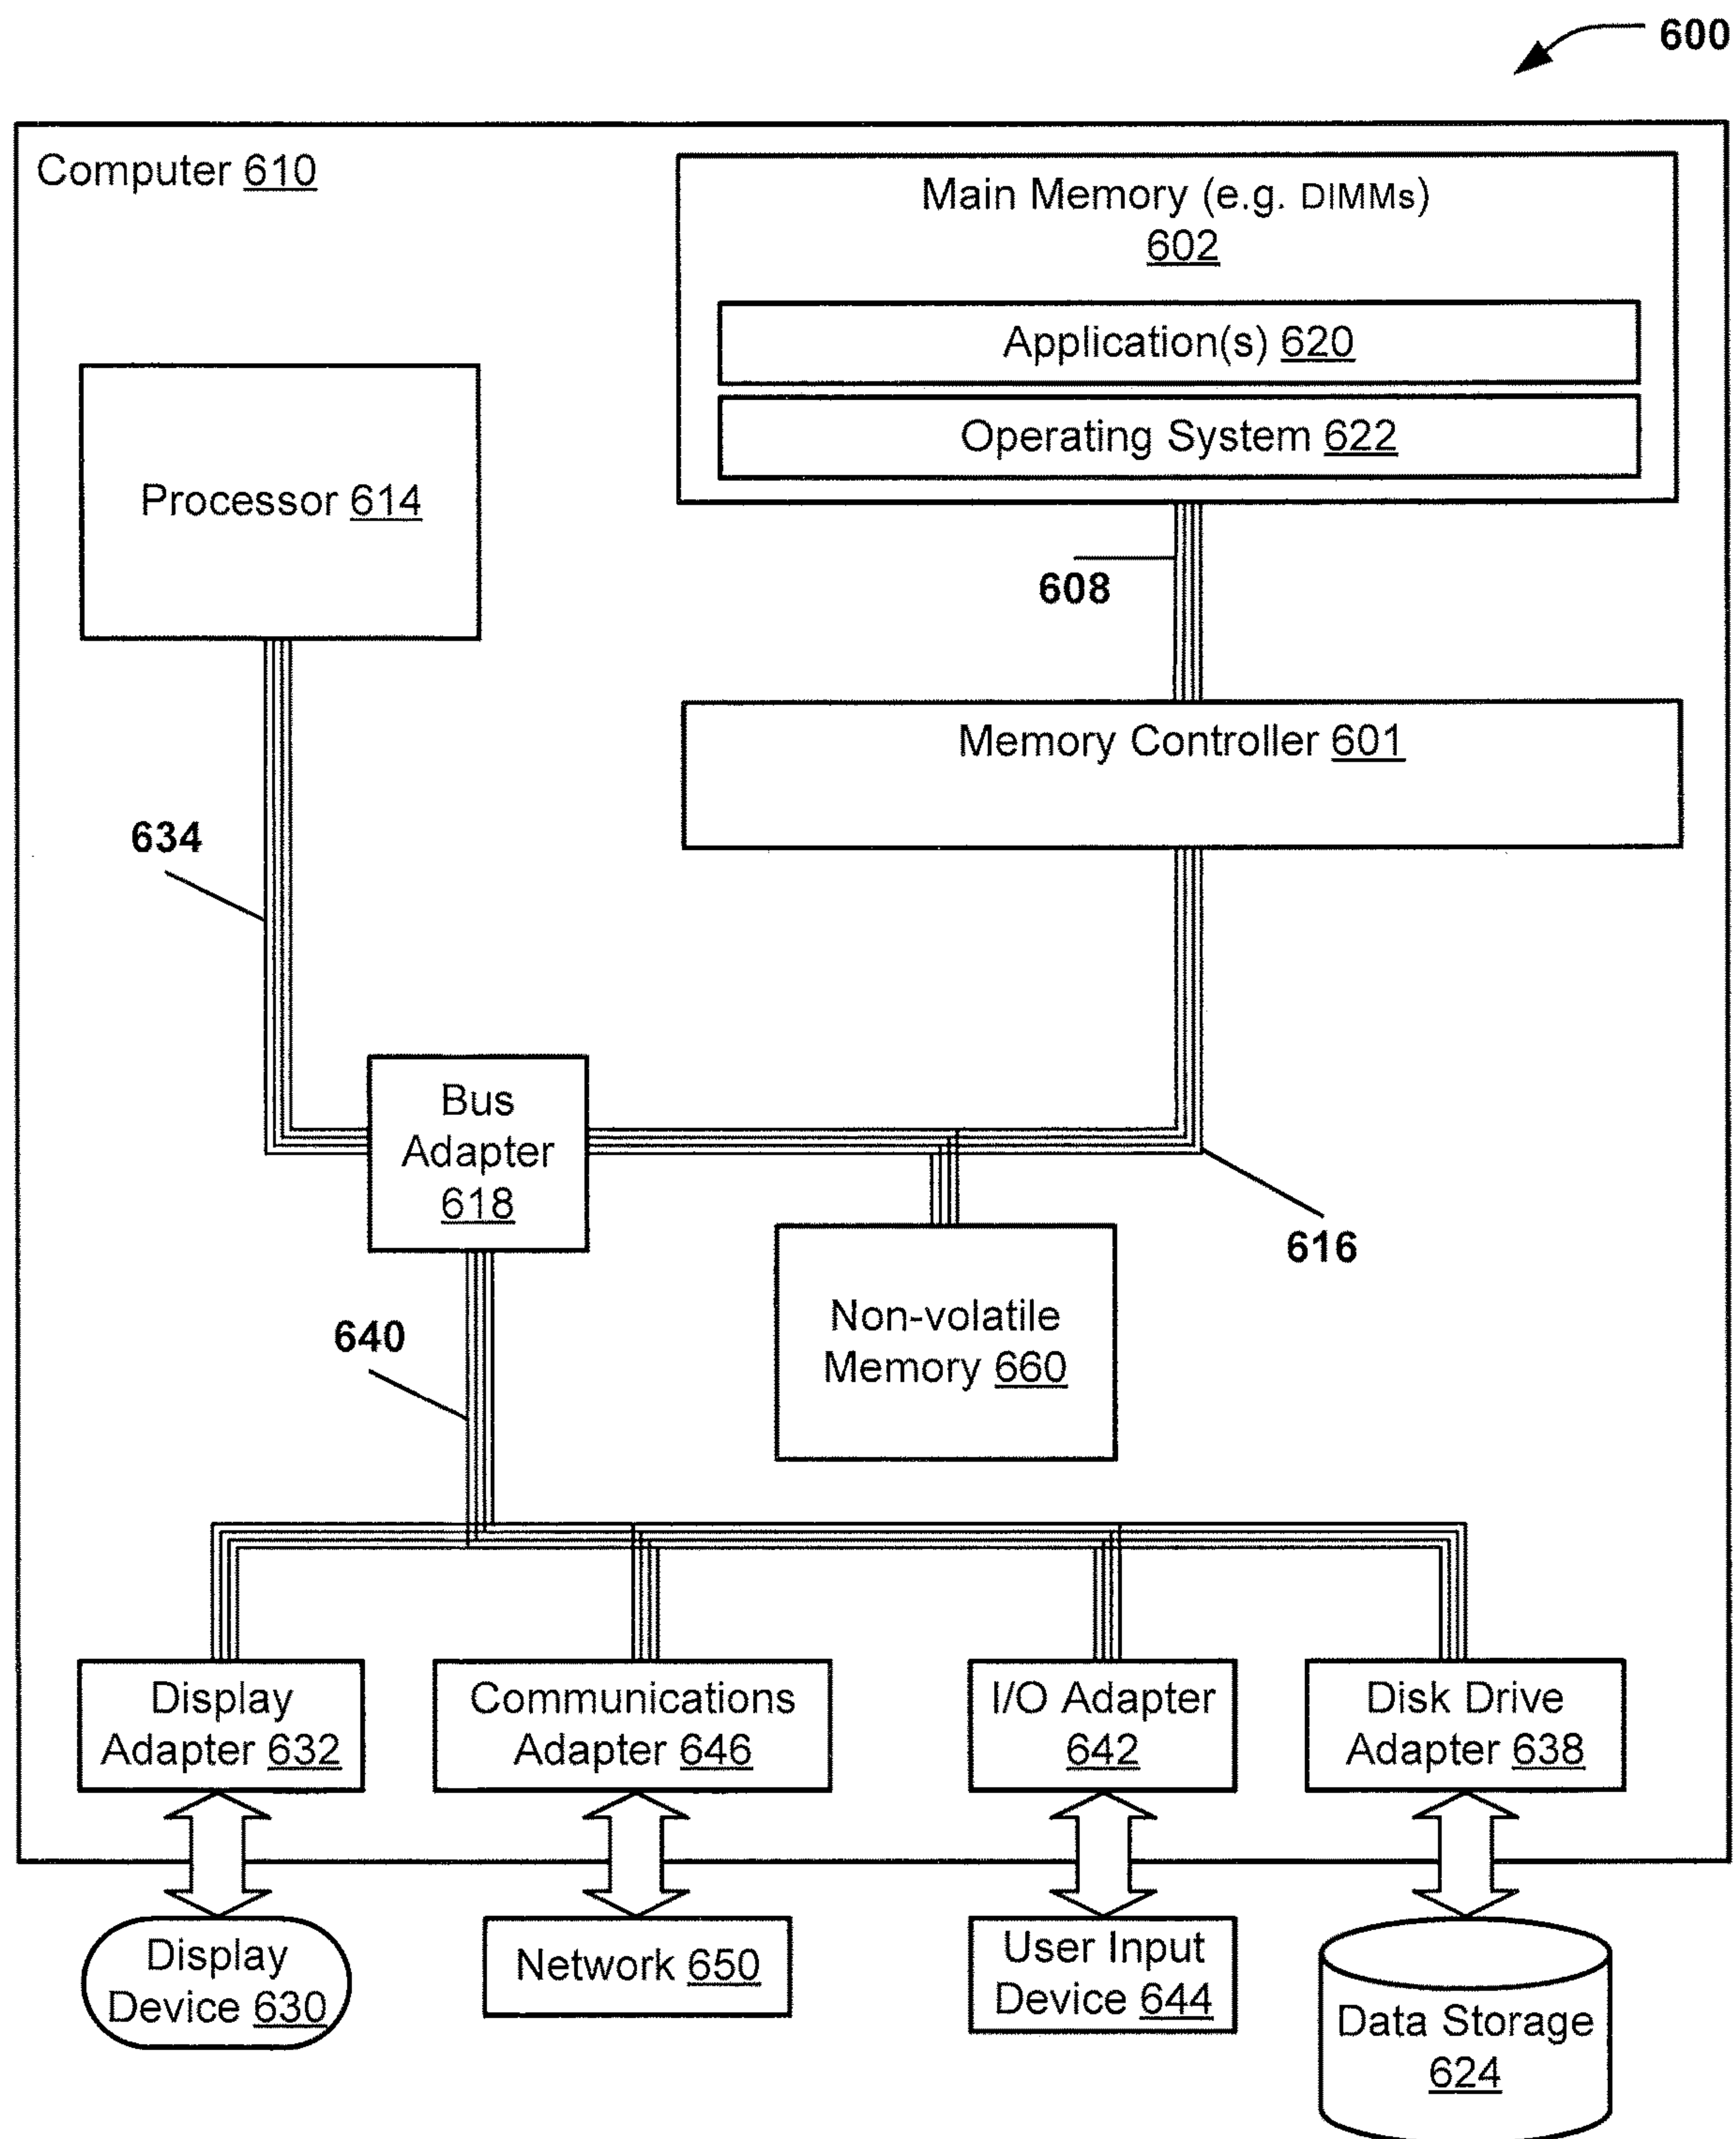 600
Computer 610
Main Memory (e.g. DIMMs)
602
Application(s) 620
Operating System 622
Processor 614
608
Memory Controller 601
634
Bus
Adapter
618
616
Non-volatile
Memory 660
640
Display
Adapter 632
Communications
Adapter 646
I/O Adapter
642
Disk Drive
Adapter 638
Display
Device 630
Network 650
User Input
Device 644
Data Storage
624